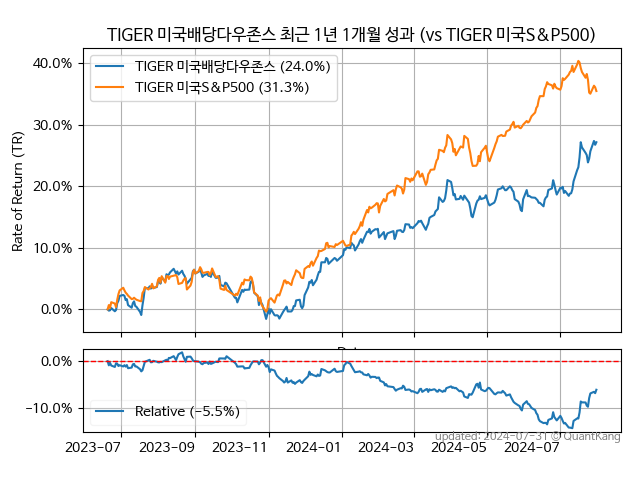 TIGER 미국배당다우존스 최근 1년 1개월 성과 (vs TIGER 미국S&P500)
Rate of Return (TR)
40.0%
30.0%
20.0%
10.0%
0.0%
TIGER 미국배당다우존스 (24.0%)
TIGER 미국S&P500 (31.3%)
0.0%
−10.0%
Relative (−5.5%)
2023−07
2023−09
2023−11
2024−01
2024−03
2024−05
2024−07
updated: 2024-07-31 © QuantKang